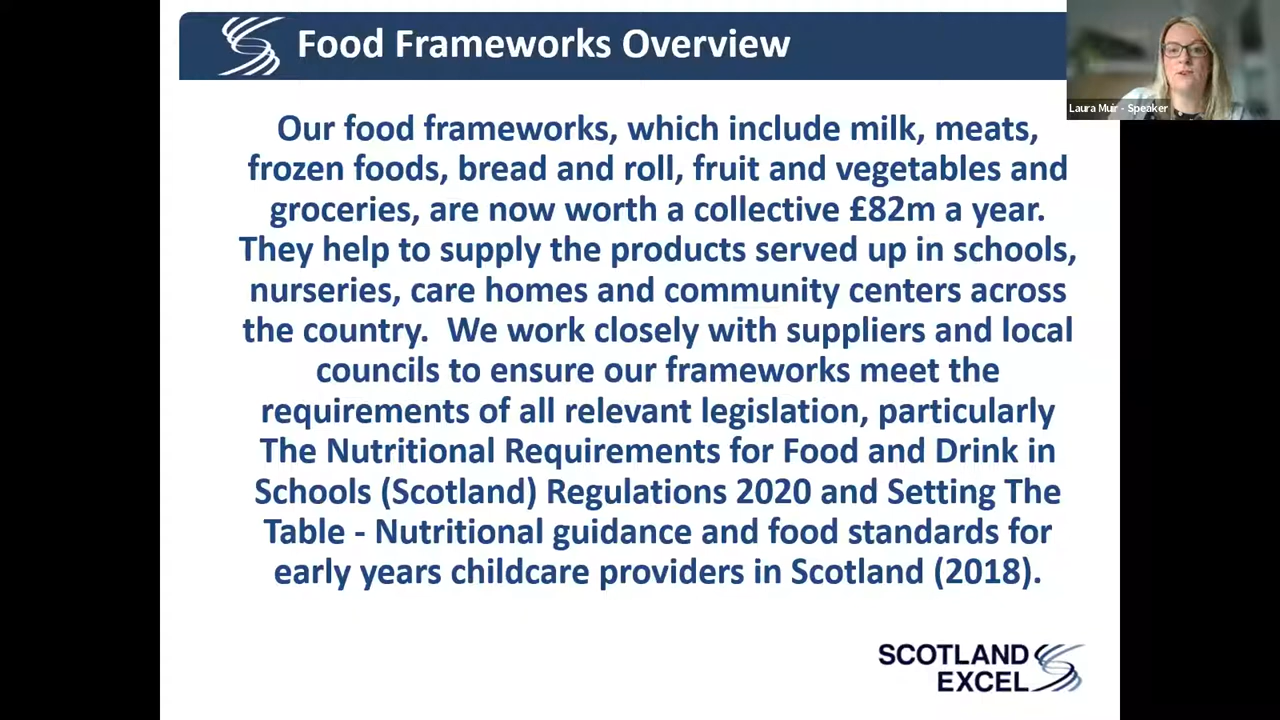 Food Frameworks Overview
Laura Muir - Speaker
Our food frameworks, which include milk, meats,
frozen foods, bread and roll, fruit and vegetables and
groceries, are now worth a collective £82m a year.
They help to supply the products served up in schools,
nurseries, care homes and community centers across
the country.  We work closely with suppliers and local
councils to ensure our frameworks meet the
requirements of all relevant legislation, particularly
The Nutritional Requirements for Food and Drink in
Schools (Scotland) Regulations 2020 and Setting The
Table - Nutritional guidance and food standards for
early years childcare providers in Scotland (2018).
SCOTLAND
EXCEL